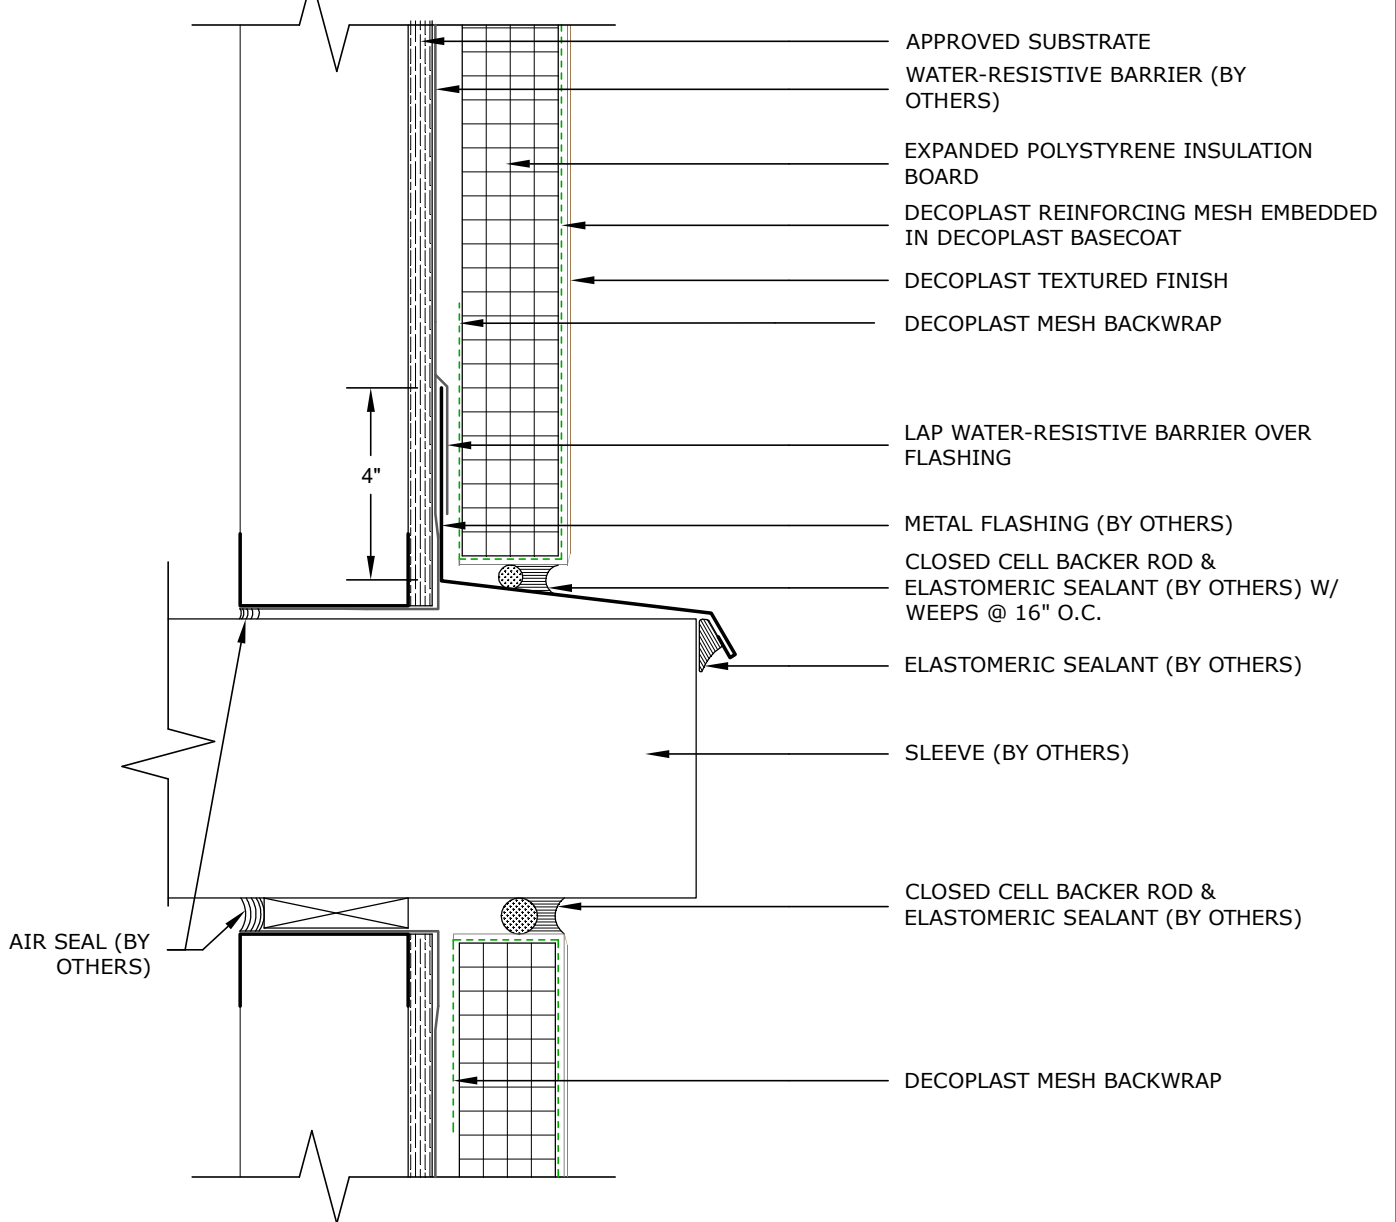 APPROVED SUBSTRATE
WATER-RESISTIVE BARRIER (BY
OTHERS)
EXPANDED POLYSTYRENE INSULATION
BOARD
DECOPLAST REINFORCING MESH EMBEDDED
IN DECOPLAST BASECOAT
DECOPLAST TEXTURED FINISH
DECOPLAST MESH BACKWRAP
LAP WATER-RESISTIVE BARRIER OVER
FLASHING
4"
METAL FLASHING (BY OTHERS)
CLOSED CELL BACKER ROD &
ELASTOMERIC SEALANT (BY OTHERS) W/
WEEPS @ 16" O.C.
ELASTOMERIC SEALANT (BY OTHERS)
SLEEVE (BY OTHERS)
CLOSED CELL BACKER ROD &
ELASTOMERIC SEALANT (BY OTHERS)
AIR SEAL (BY
OTHERS)
DECOPLAST MESH BACKWRAP